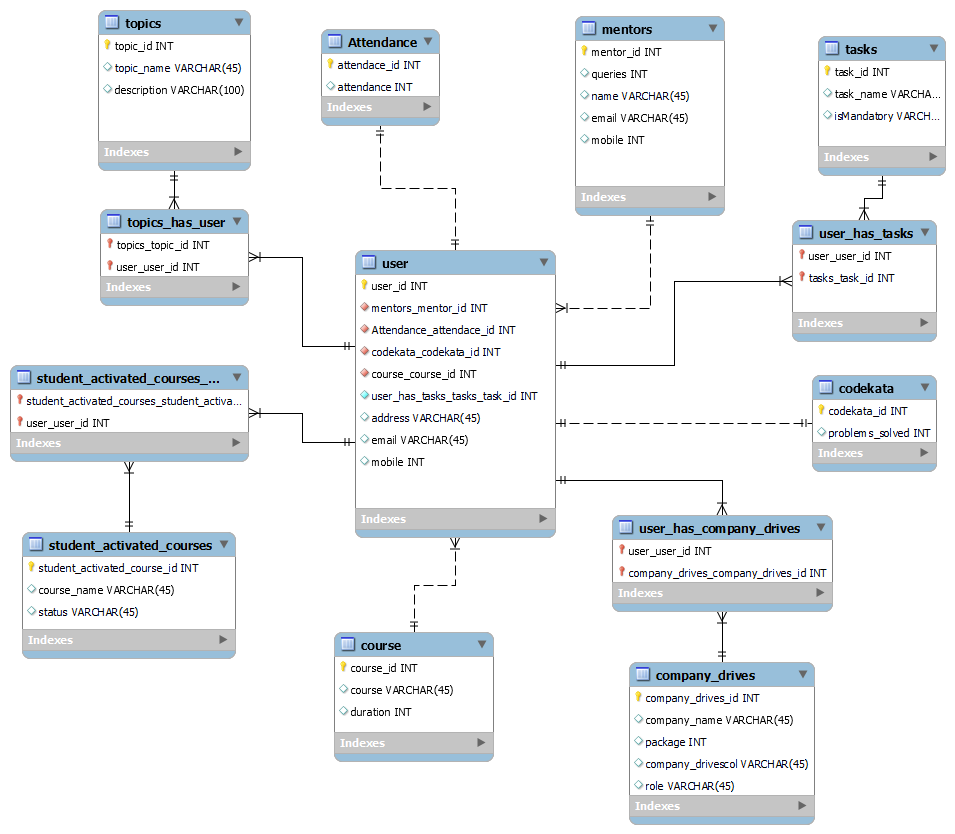 topics
topic_id INT
topic_name VARCHAR(45)
description VARCHAR(100)
Indexes
Attendance
attendace_id INT
attendance INT
Indexes
mentors
mentor_id INT
queries INT
name VARCHAR(45)
email VARCHAR(45)
mobile INT
Indexes
tasks
task_id INT
task_name VARCHA...
isMandatory VARCH...
Indexes
topics_has_user
topics_topic_id INT
user_user_id INT
Indexes
user
user_id INT
mentors_mentor_id INT
Attendance_attendace_id INT
codekata_codekata_id INT
course_course_id INT
user_has_tasks_tasks_task_id INT
address VARCHAR(45)
email VARCHAR(45)
mobile INT
Indexes
user_has_tasks
user_user_id INT
tasks_task_id INT
Indexes
student_activated_courses_...
student_activated_courses_student_activa...
user_user_id INT
Indexes
codekata
codekata_id INT
problems_solved INT
Indexes
student_activated_courses
student_activated_course_id INT
course_name VARCHAR(45)
status VARCHAR(45)
Indexes
user_has_company_drives
user_user_id INT
company_drives_company_drives_id INT
Indexes
course
course_id INT
course VARCHAR(45)
duration INT
Indexes
company_drives
company_drives_id INT
company_name VARCHAR(45)
package INT
company_drivescol VARCHAR(45)
role VARCHAR(45)
Indexes